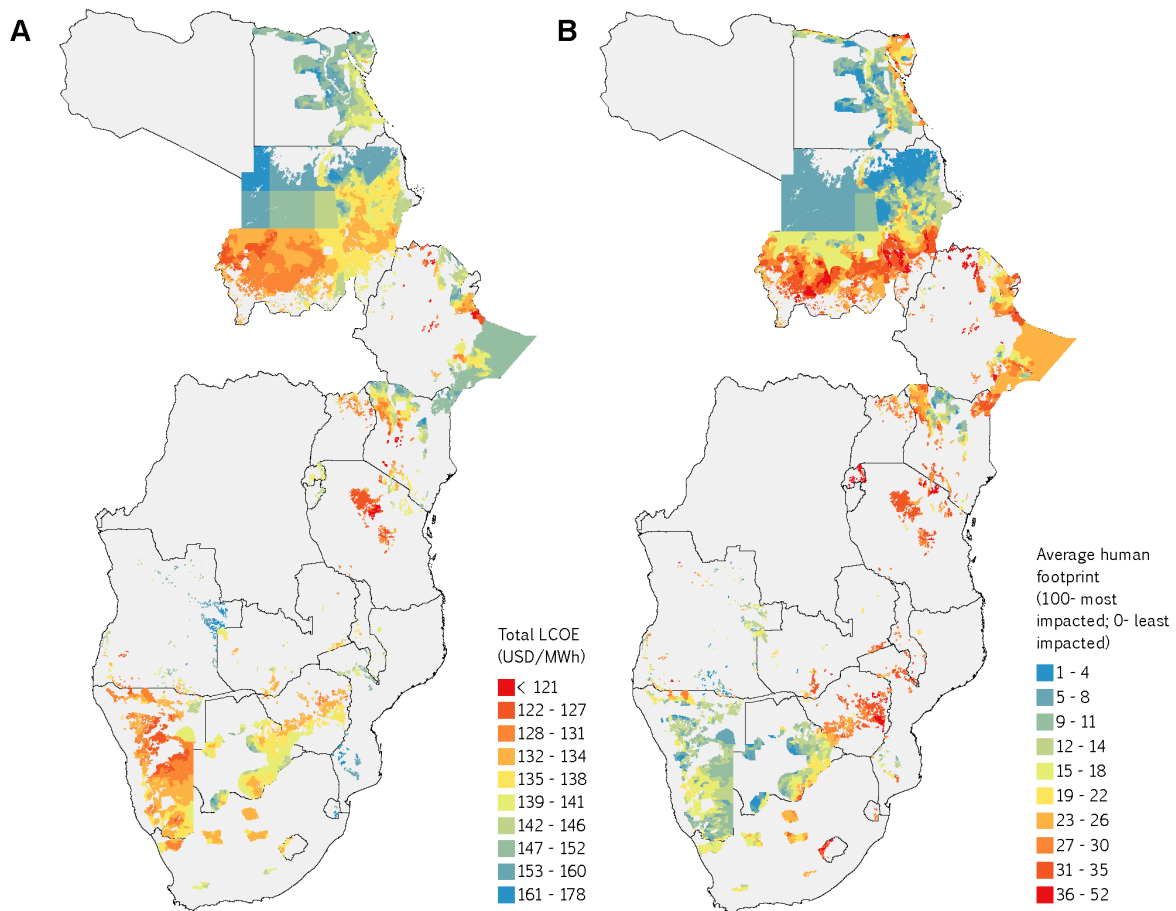 A
B
Total LCOE
(USD/MWh)
< 121
122 - 127
128 - 131
132 - 134
135 - 138
139 - 141
142 - 146
147 - 152
153 - 160
161 - 178
Average human
footprint
(100- most
impacted; 0- least
impacted)
1 - 4
5 - 8
9 - 11
12 - 14
15 - 18
19 - 22
23 - 26
27 - 30
31 - 35
36 - 52